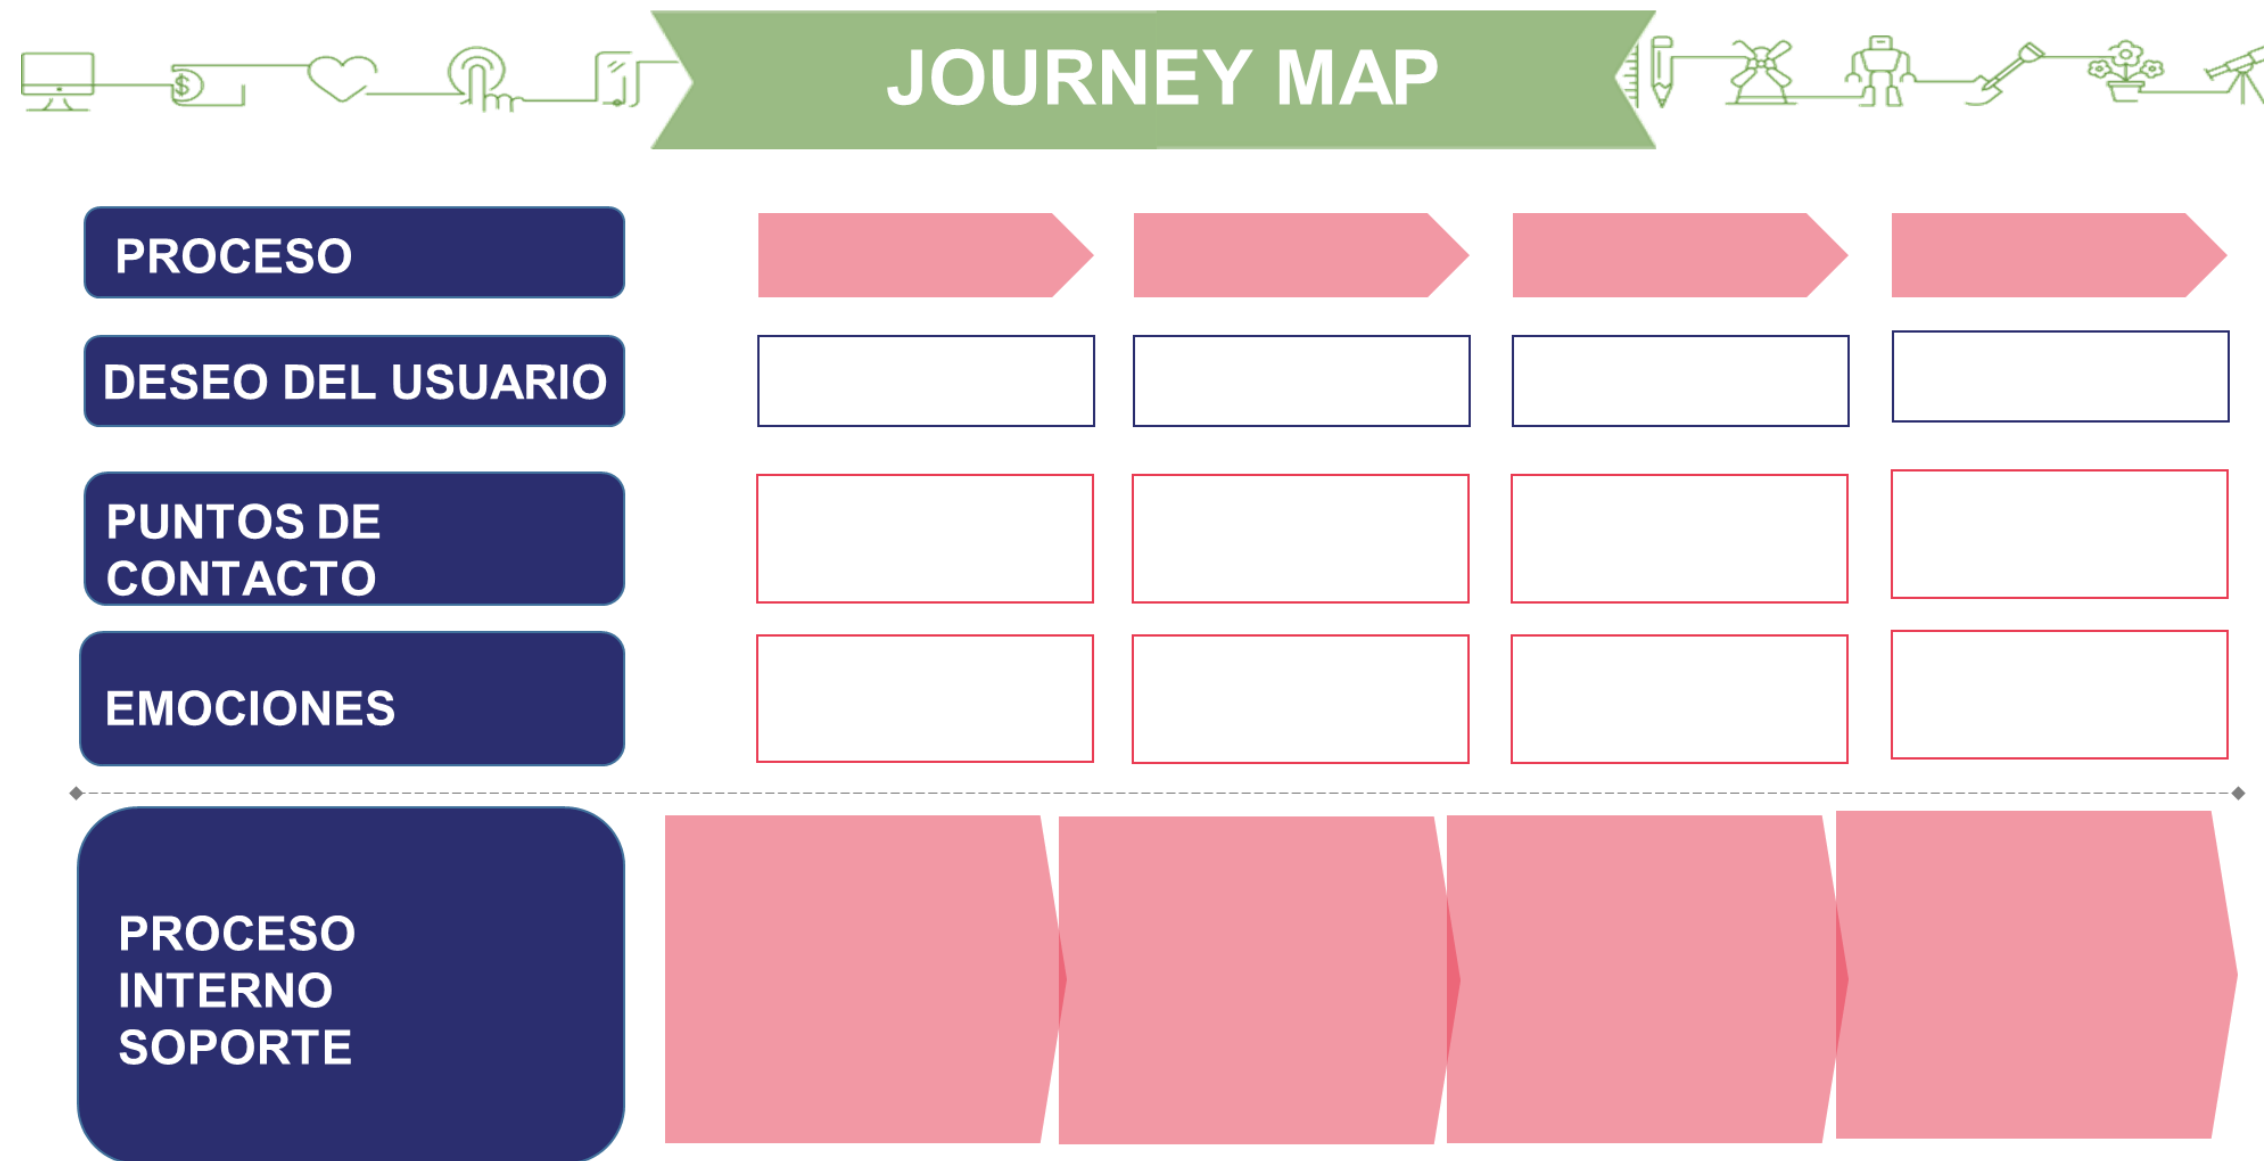 JOURNEY MAP
PROCESO
DESEO DEL USUARIO
PUNTOS DE
CONTACTO
EMOCIONES
PROCESO
INTERNO
SOPORTE